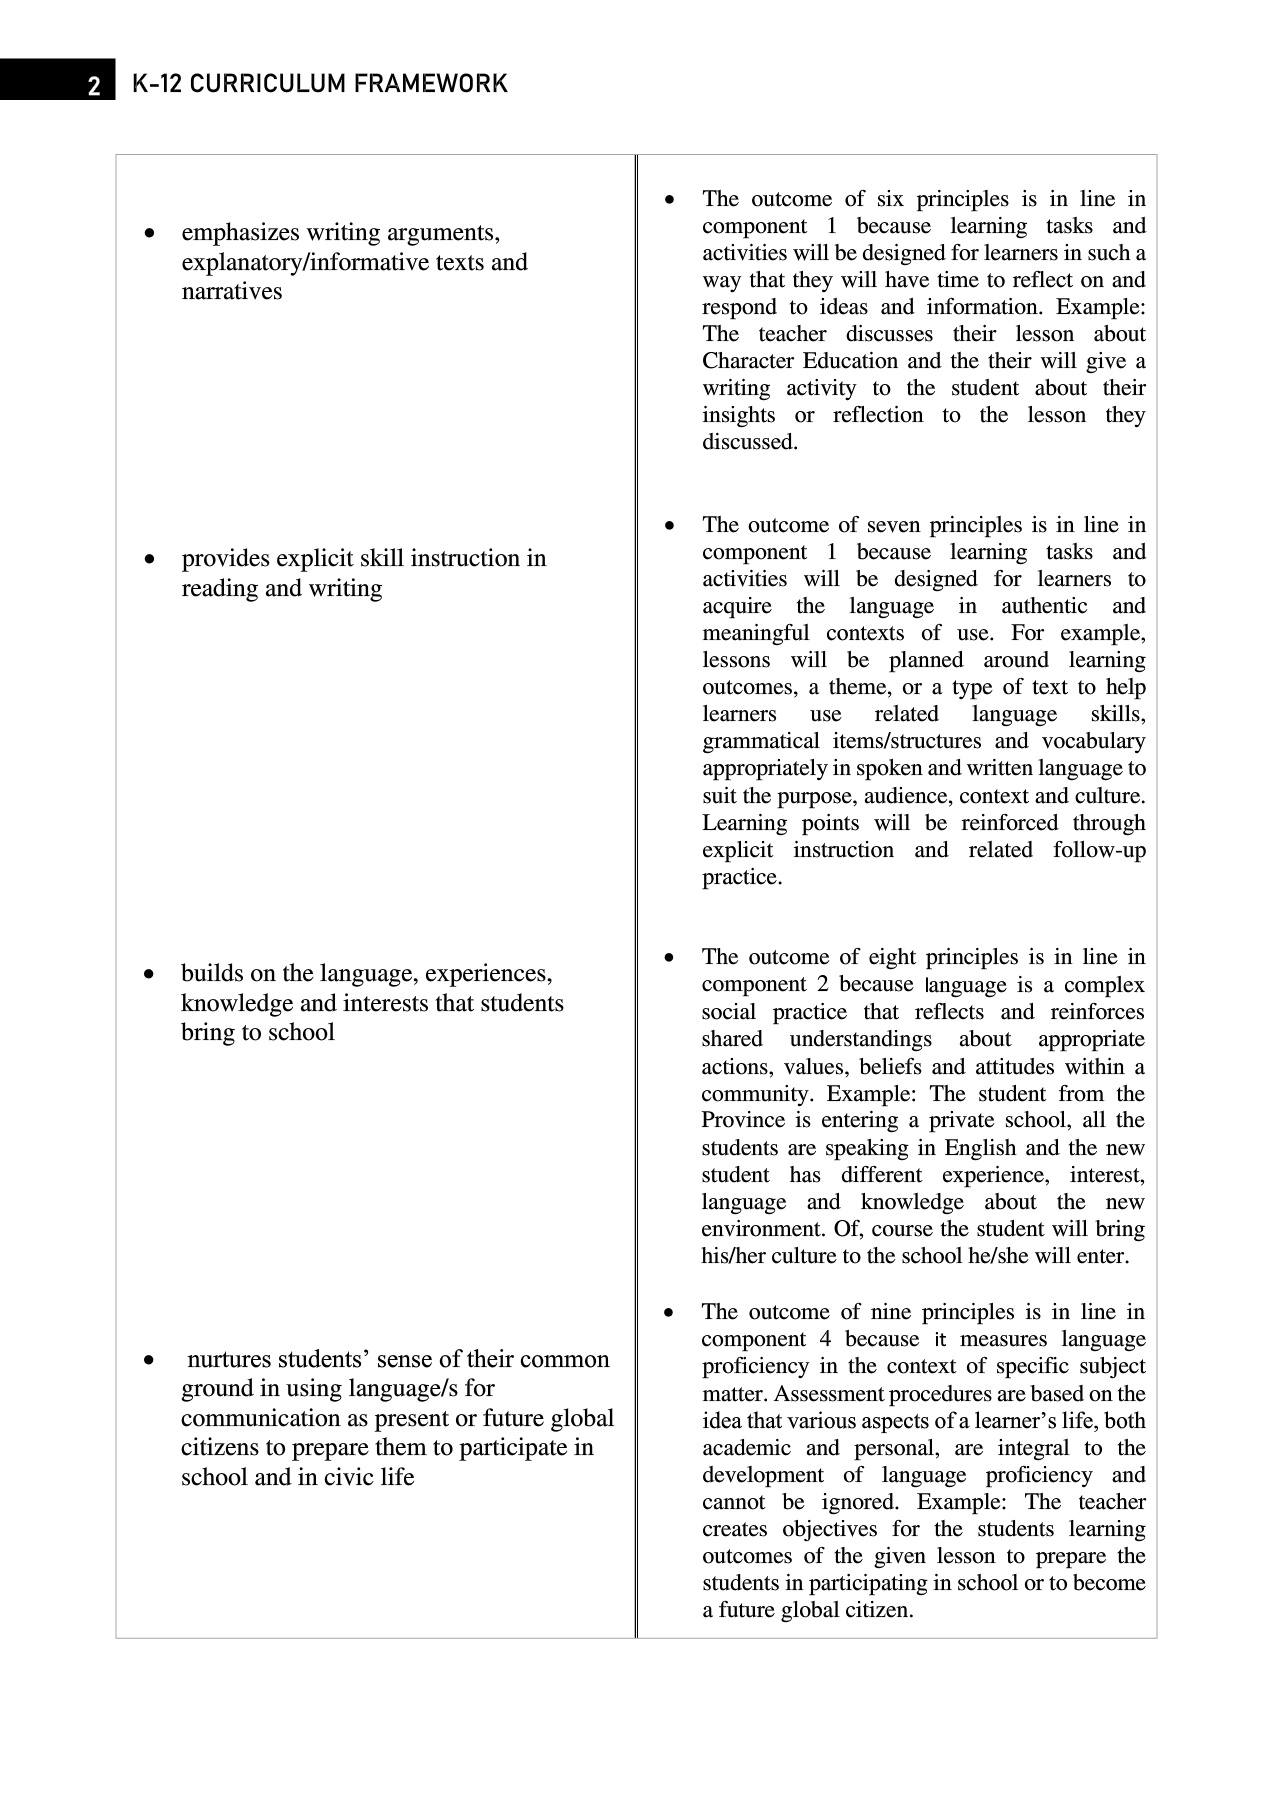 2 K-12 CURRICULUM FRAMEWORK
• emphasizes writing arguments,
explanatory/informative texts and
narratives
• The outcome of six principles is in line in
component 1 because learning tasks and
activities will be designed for learners in such a
way that they will have time to reflect on and
respond to ideas and information. Example:
The teacher discusses their lesson about
Character Education and the their will give a
writing activity to the student about their
insights or reflection to the lesson they
discussed.
• provides explicit skill instruction in
reading and writing
• The outcome of seven principles is in line in
component 1 because learning tasks and
activities will be designed for learners to
acquire the language in authentic and
meaningful contexts of use. For example,
lessons will be planned around learning
outcomes, a theme, or a type of text to help
learners use related language skills,
grammatical items/structures and vocabulary
appropriately in spoken and written language to
suit the purpose, audience, context and culture.
Learning points will be reinforced through
explicit instruction and related follow-up
practice.
• builds on the language, experiences,
knowledge and interests that students
bring to school
• The outcome of eight principles is in line in
component 2 because language is a complex
social practice that reflects and reinforces
shared understandings about appropriate
actions, values, beliefs and attitudes within a
community. Example: The student from the
Province is entering a private school, all the
students are speaking in English and the new
student has different experience, interest,
language and knowledge about the new
environment. Of, course the student will bring
his/her culture to the school he/she will enter.
• nurtures students’ sense of their common
ground in using language/s for
communication as present or future global
citizens to prepare them to participate in
school and in civic life
• The outcome of nine principles is in line in
component 4 because it measures language
proficiency in the context of specific subject
matter. Assessment procedures are based on the
idea that various aspects of a learner’s life, both
academic and personal, are integral to the
development of language proficiency and
cannot be ignored. Example: The teacher
creates objectives for the students learning
outcomes of the given lesson to prepare the
students in participating in school or to become
a future global citizen.